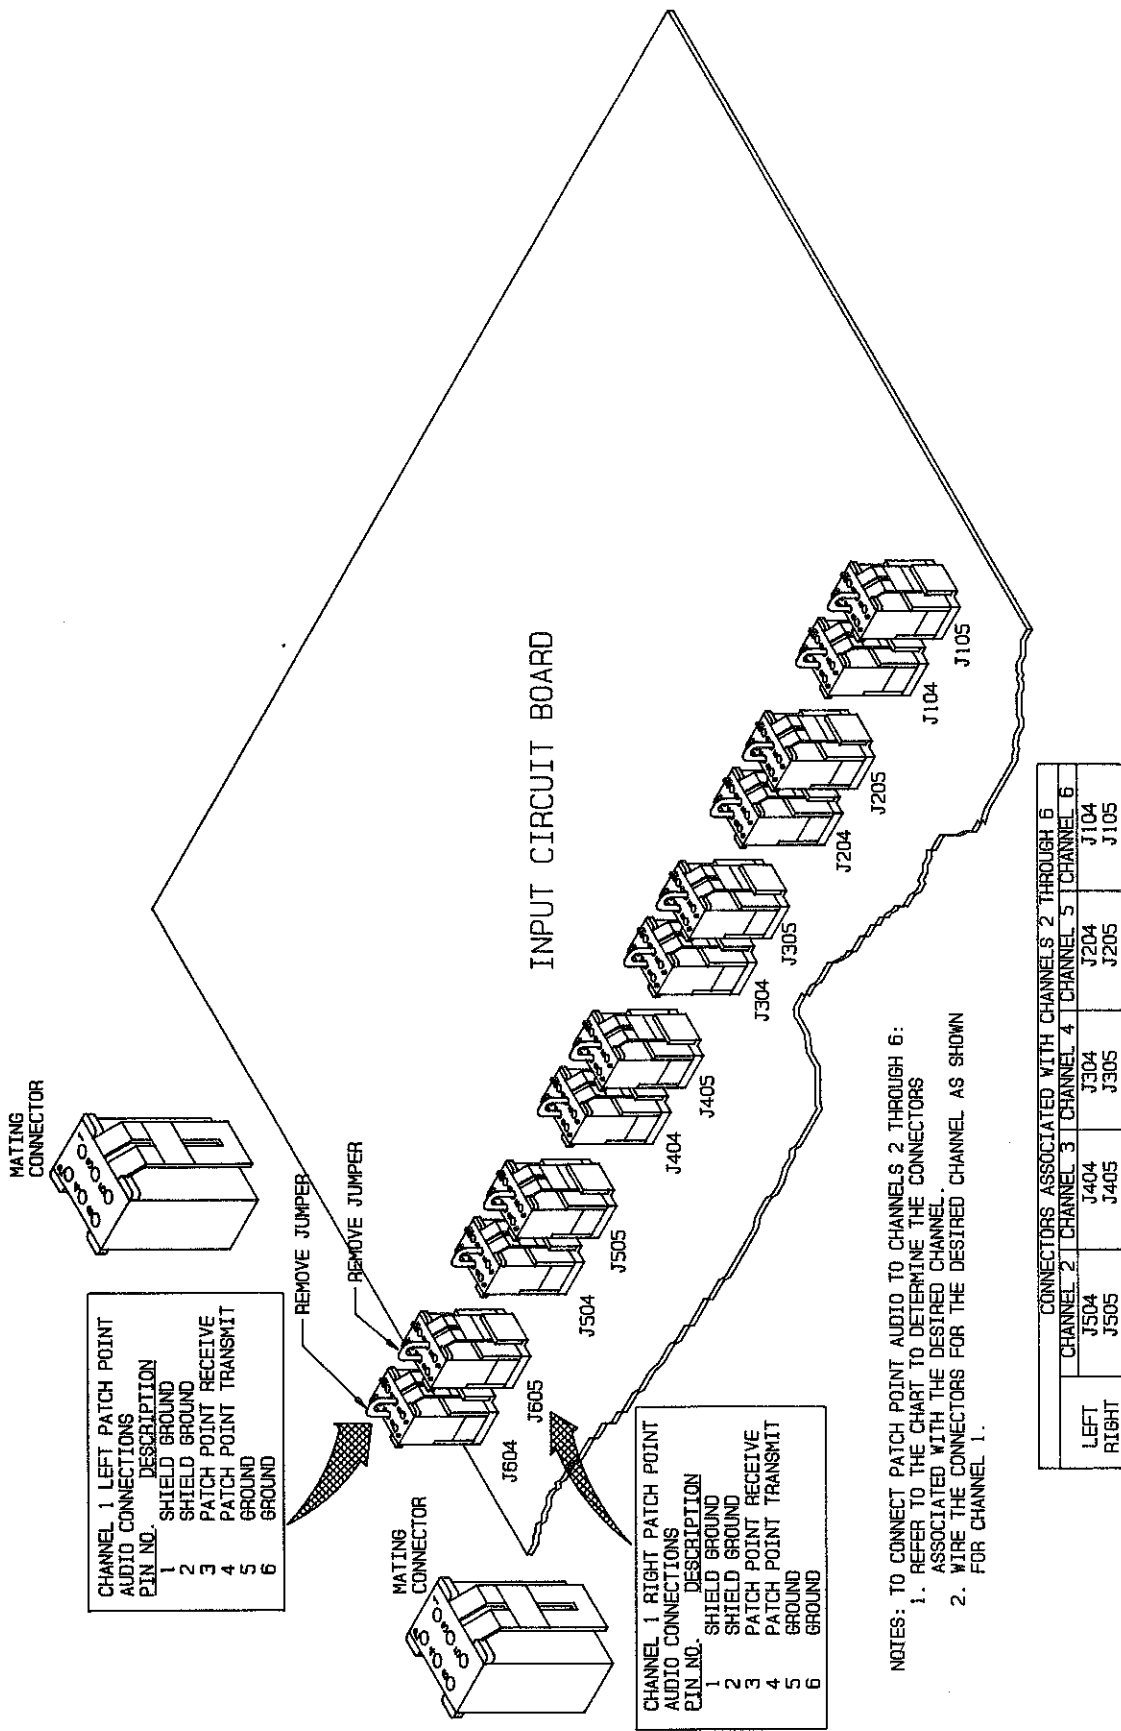 MATING
CONNECTOR
CHANNEL 1 LEFT PATCH POINT
AUDIO CONNECTIONS
PIN NO. DESCRIPTION
1 SHIELD GROUND
2 SHIELD GROUND
3 PATCH POINT RECEIVE
4 PATCH POINT TRANSMIT
5 GROUND
6 GROUND
REMOVE JUMPER
REMOVE JUMPER
INPUT CIRCUIT BOARD
MATING
CONNECTOR
J604
J605
J504
J505
J404
J405
J304
J305
J204
J205
J104
J105
CHANNEL 1 RIGHT PATCH POINT
AUDIO CONNECTIONS
PIN NO. DESCRIPTION
1 SHIELD GROUND
2 SHIELD GROUND
3 PATCH POINT RECEIVE
4 PATCH POINT TRANSMIT
5 GROUND
6 GROUND
NOTES: TO CONNECT PATCH POINT AUDIO TO CHANNELS 2 THROUGH 6:
1. REFER TO THE CHART TO DETERMINE THE CONNECTORS
ASSOCIATED WITH THE DESIRED CHANNEL.
2. WIRE THE CONNECTORS FOR THE DESIRED CHANNEL AS SHOWN
FOR CHANNEL 1.
CONNECTORS ASSOCIATED WITH CHANNELS 2 THROUGH 6
CHANNEL 2 CHANNEL 3 CHANNEL 4 CHANNEL 5 CHANNEL 6
LEFT J504 J404 J304 J204 J104
RIGHT J505 J405 J305 J205 J105